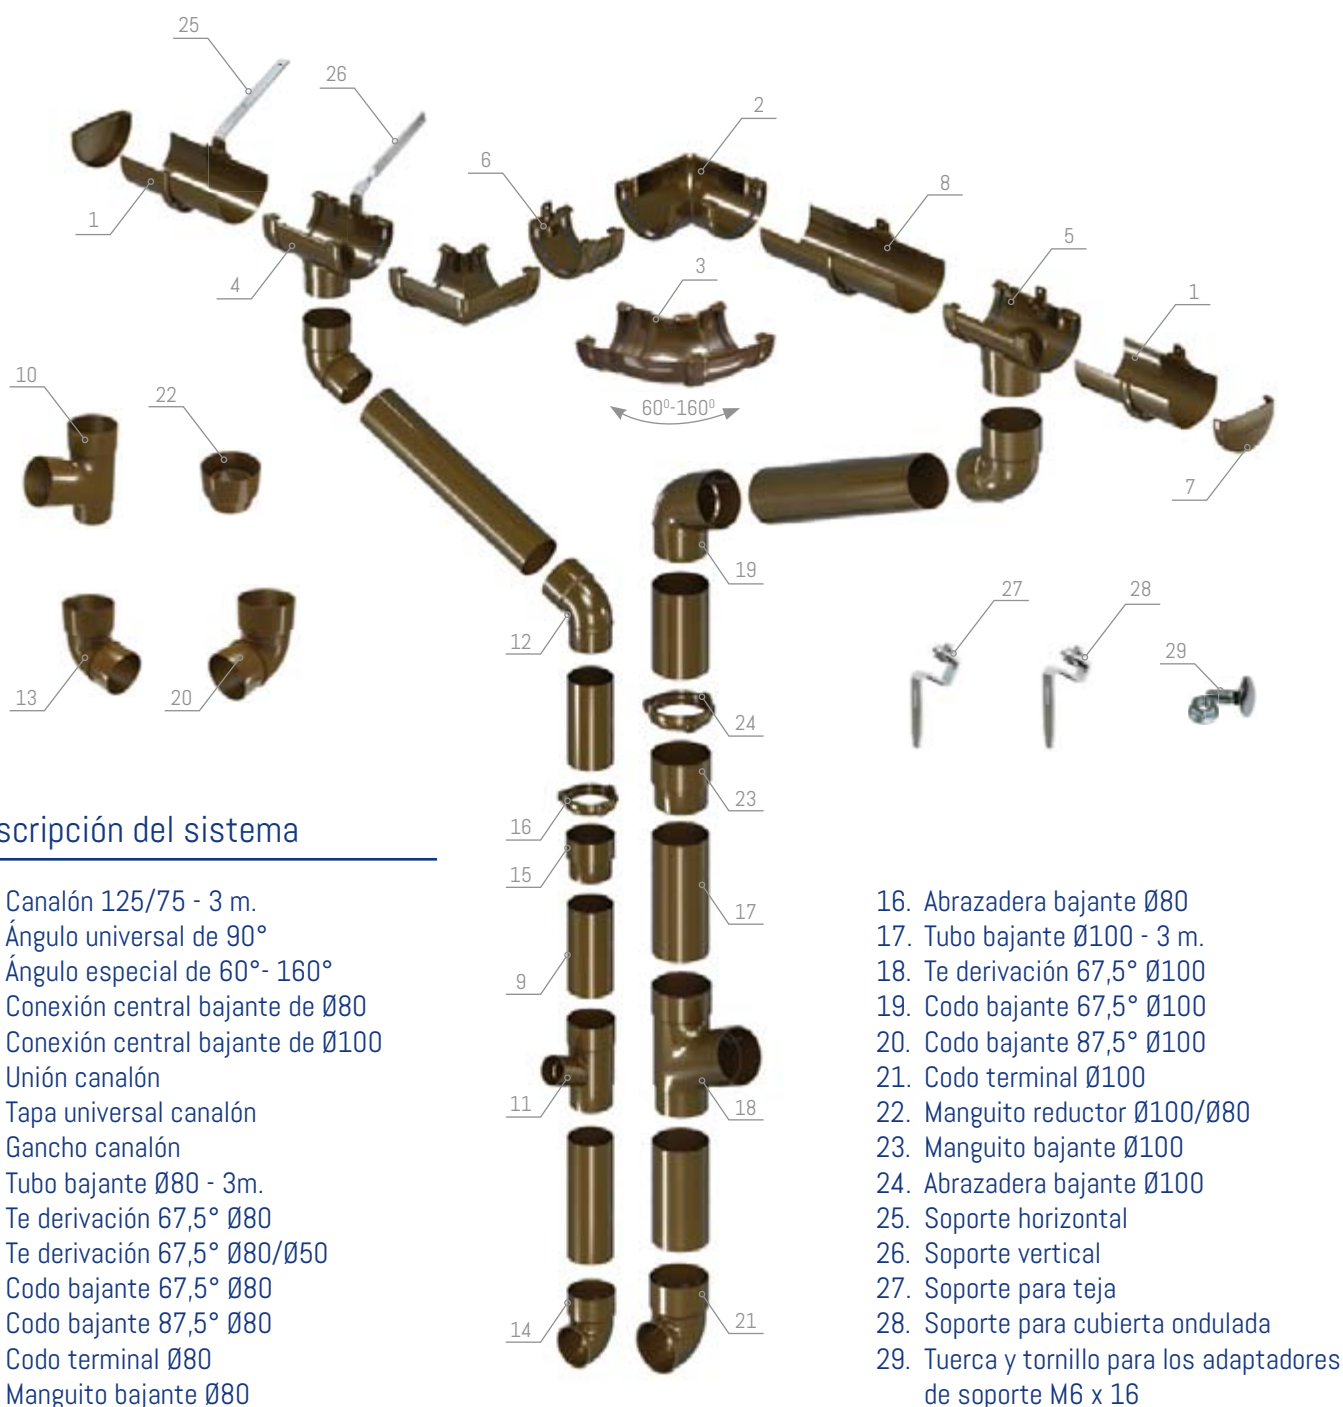 25
26
2
6
8
1
5
4
3
1
60⁰-160⁰
10
22
7
19
12
27
28
29
13
20
24
23
16
15
17
9
11
18
14
21
scripción del sistema
Canalón 125/75 - 3 m.
Ángulo universal de 90°
Ángulo especial de 60°- 160°
Conexión central bajante de Ø80
Conexión central bajante de Ø100
Unión canalón
Tapa universal canalón
Gancho canalón
Tubo bajante Ø80 - 3m.
Te derivación 67,5° Ø80
Te derivación 67,5° Ø80/Ø50
Codo bajante 67,5° Ø80
Codo bajante 87,5° Ø80
Codo terminal Ø80
Manguito bajante Ø80
16. Abrazadera bajante Ø80
17. Tubo bajante Ø100 - 3 m.
18. Te derivación 67,5° Ø100
19. Codo bajante 67,5° Ø100
20. Codo bajante 87,5° Ø100
21. Codo terminal Ø100
22. Manguito reductor Ø100/Ø80
23. Manguito bajante Ø100
24. Abrazadera bajante Ø100
25. Soporte horizontal
26. Soporte vertical
27. Soporte para teja
28. Soporte para cubierta ondulada
29. Tuerca y tornillo para los adaptadores
de soporte M6 x 16